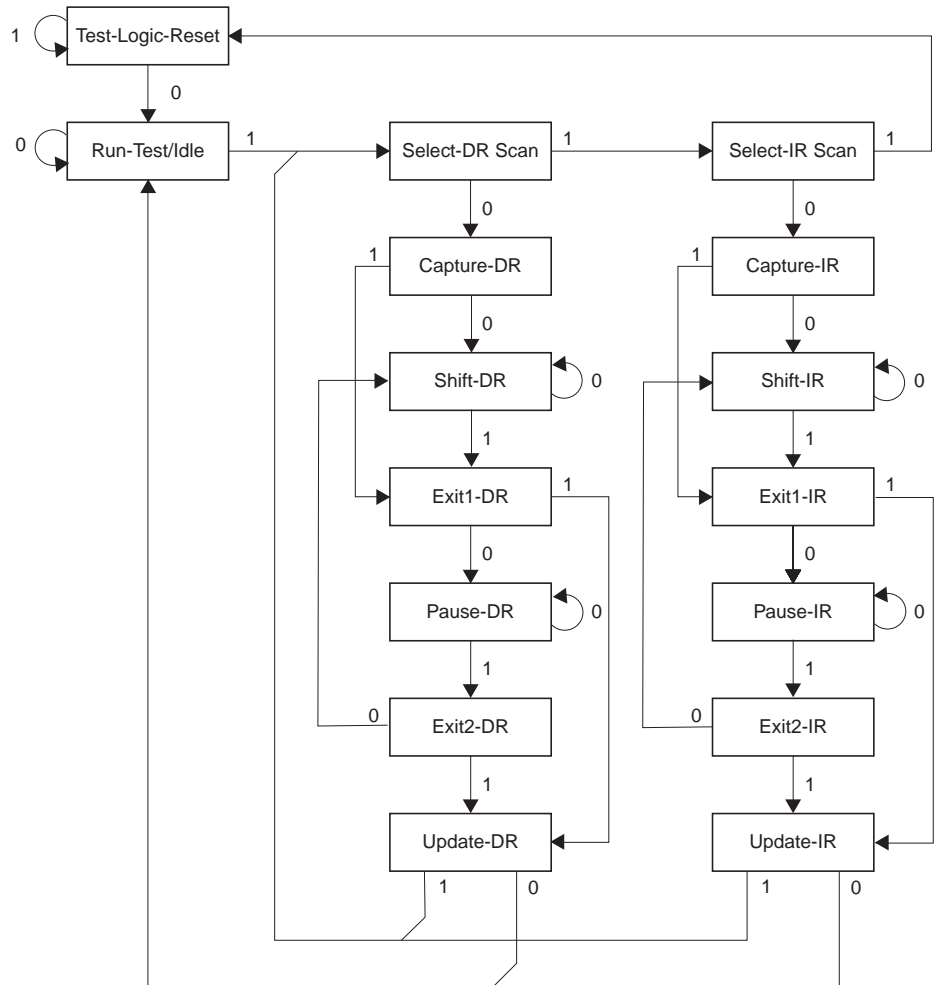 Test-Logic-Reset
1
0
Run-Test/Idle
0
1
Select-DR Scan
1
Select-IR Scan
1
0
0
1
Capture-DR
1
Capture-IR
0
0
Shift-DR
0
Shift-IR
0
1
1
Exit1-DR
1
Exit1-IR
1
0
0
Pause-DR
0
Pause-IR
0
1
1
0
Exit2-DR
0
Exit2-IR
1
1
Update-DR
Update-IR
1
0
1
0